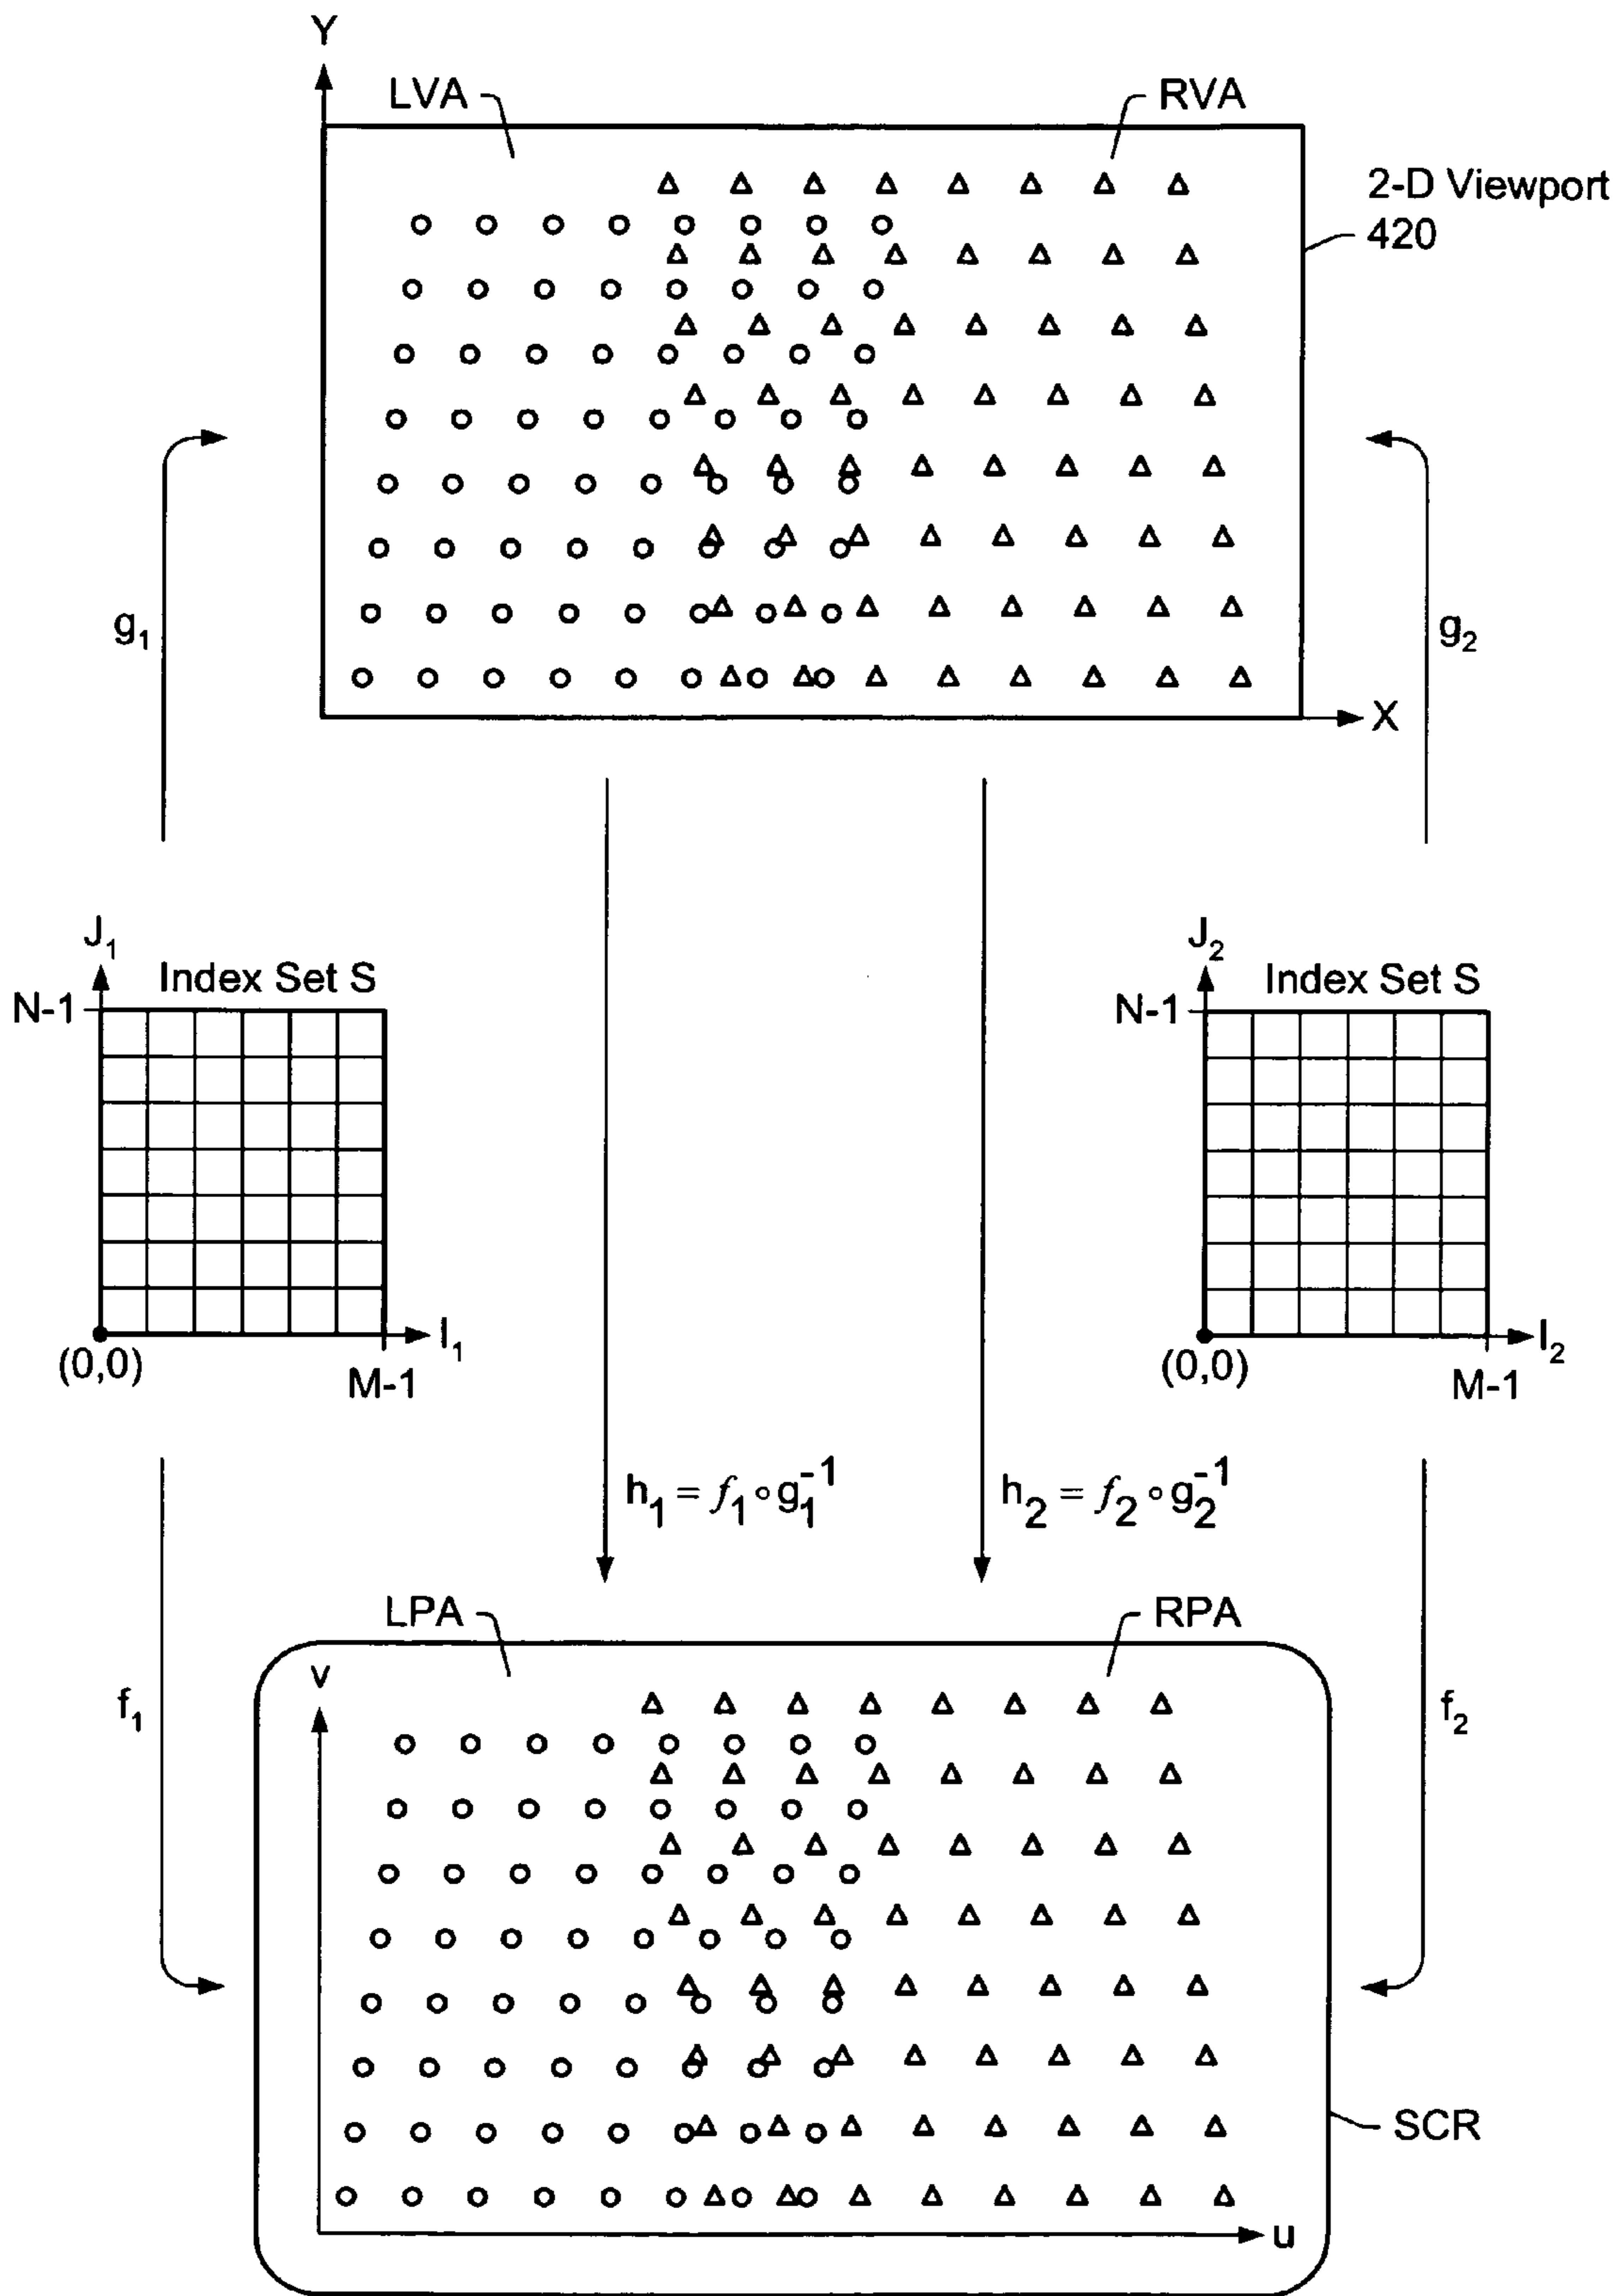 Y
LVA
RVA
2-D Viewport
420
X
g₁
g₂
J₁
Index Set S
N-1
(0,0)
I₁
M-1
J₂
Index Set S
N-1
(0,0)
I₂
M-1
h₁ = f₁∘g₁⁻¹
h₂ = f₂∘g₂⁻¹
LPA
RPA
v
f₁
f₂
SCR
u